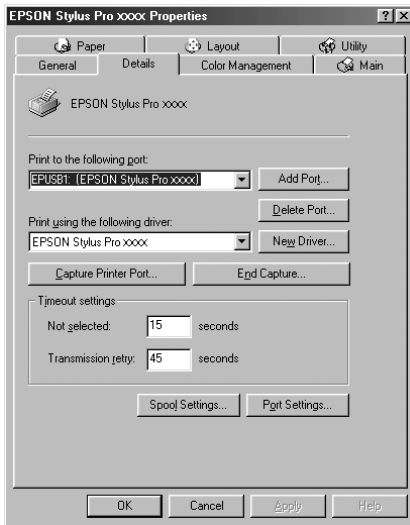 EPSON Stylus Pro xxxx Properties
Paper Layout Utility
General Details Color Management Main
EPSON Stylus Pro xxxx
Print to the following port:
EPUSB1: (EPSON Stylus Pro xxxx)
Add Port...
Delete Port...
Print using the following driver:
EPSON Stylus Pro xxxx
New Driver...
Capture Printer Port... End Capture...
Timeout settings
Not selected: 15 seconds
Transmission retry: 45 seconds
Spool Settings... Port Settings...
OK Cancel Apply Help